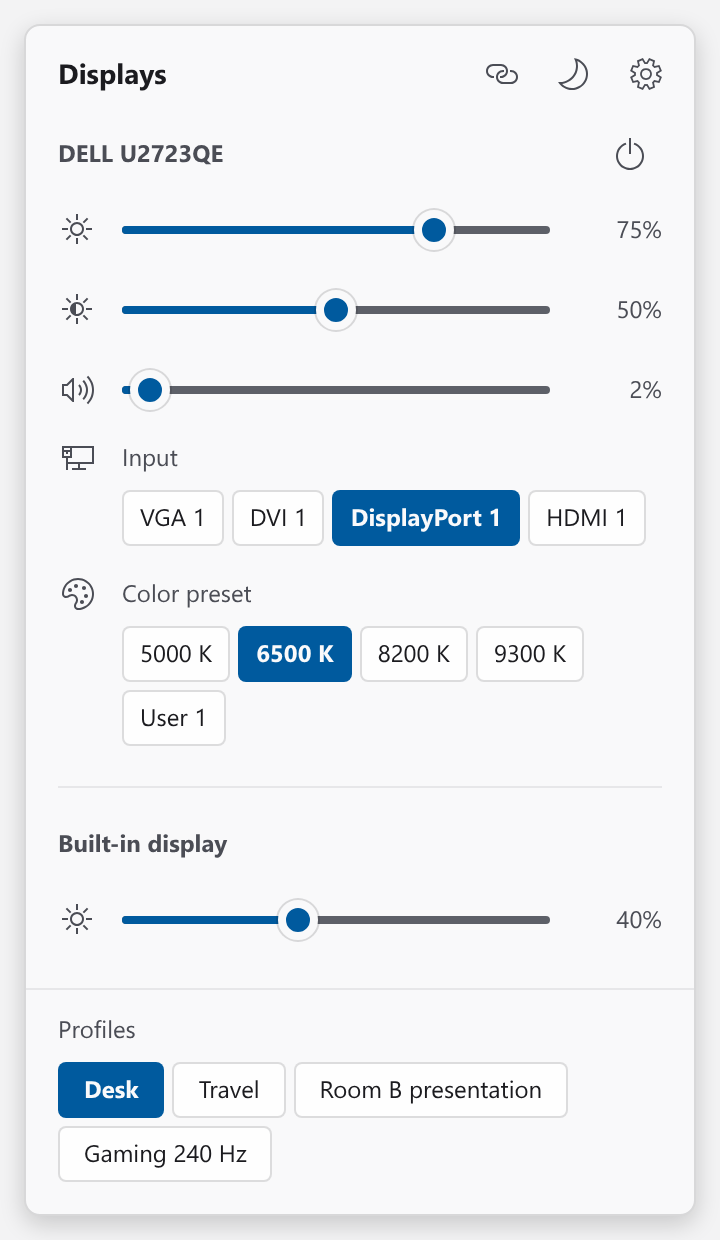 Displays
DELL U2723QE
75%
50%
2%
Input
VGA 1 DVI 1 DisplayPort 1 HDMI 1
Color preset
5000 K 6500 K 8200 K 9300 K
User 1
Built-in display
40%
Profiles
Desk Travel Room B presentation
Gaming 240 Hz